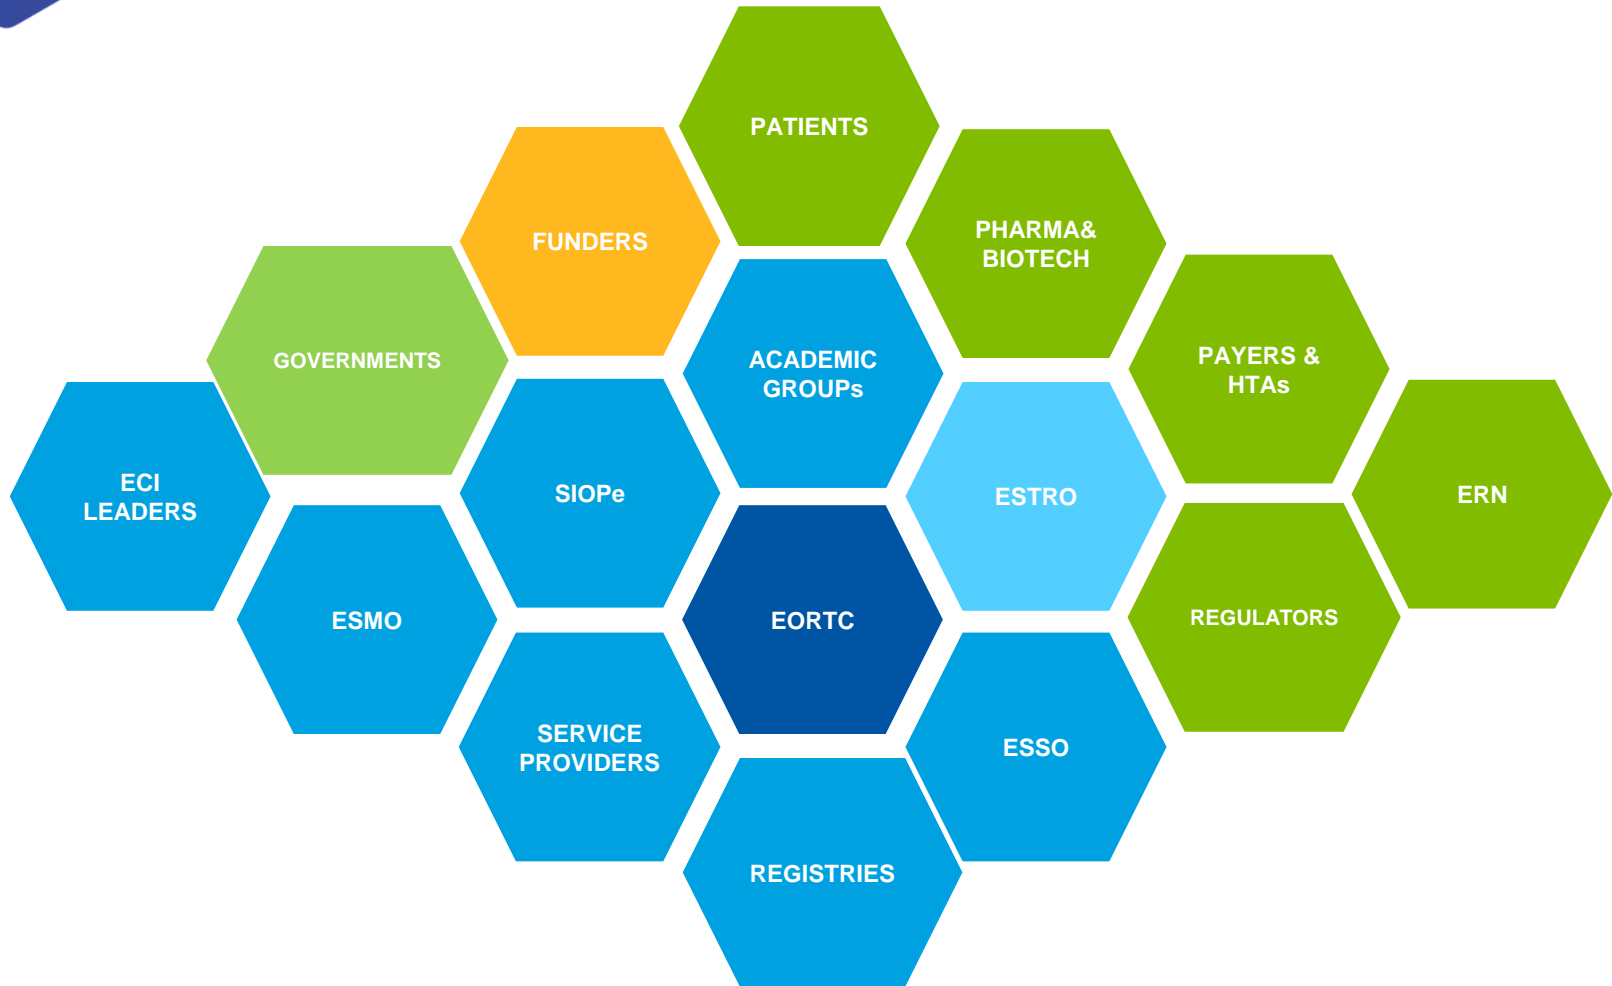 PATIENTS
FUNDERS
PHARMA&
BIOTECH
GOVERNMENTS
ACADEMIC
GROUPs
PAYERS &
HTAs
ECI
LEADERS
SIOPe
ESTRO
ERN
ESMO
EORTC
REGULATORS
SERVICE
PROVIDERS
ESSO
REGISTRIES